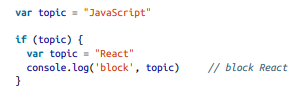 var topic = "JavaScript"
if (topic) {
var topic = "React"
console.log('block', topic) // block React
}